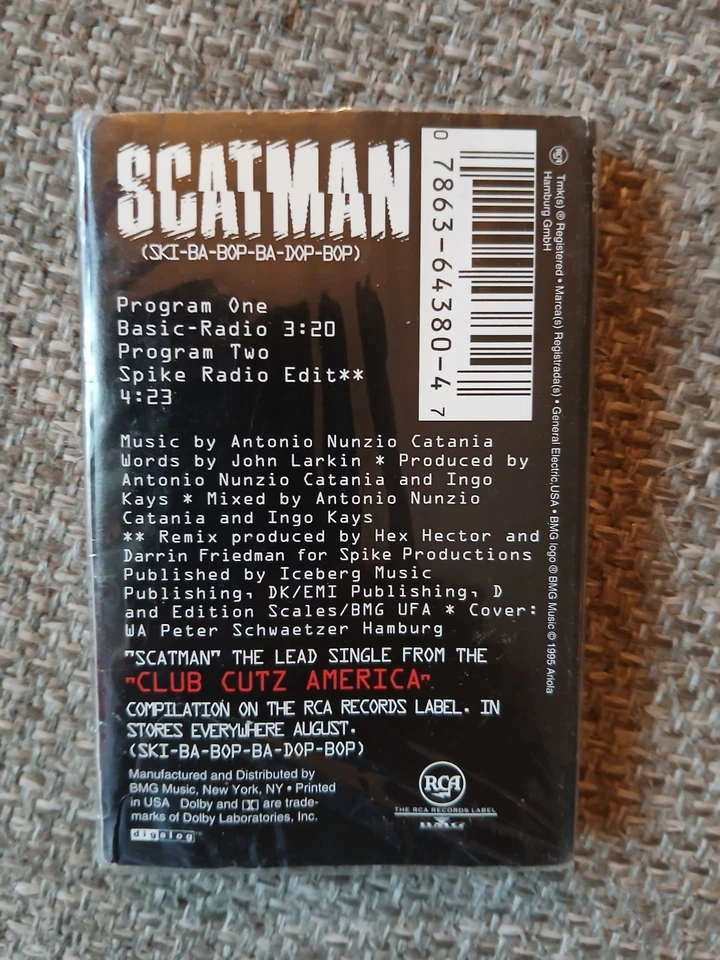 SCATMAN
(SKI-BA-BOP-BA-DOP-BOP)
Program One
Basic-Radio 3:20
Program Two
Spike Radio Edit**
4:23
Music by Antonio Nunzio Catania
Words by John Larkin * Produced by
Antonio Nunzio Catania and Ingo
Kays * Mixed by Antonio Nunzio
Catania and Ingo Kays
** Remix produced by Hex Hector and
Darrin Friedman for Spike Productions
Published by Iceberg Music
Publishing, DK/EMI Publishing, D
and Edition Scales/BMG UFA * Cover:
WA Peter Schwaetzer Hamburg
"SCATMAN" THE LEAD SINGLE FROM THE
"CLUB CUTZ AMERICA"
COMPILATION ON THE RCA RECORDS LABEL. IN
STORES EVERYWHERE AUGUST.
(SKI-BA-BOP-BA-DOP-BOP)
Manufactured and Distributed by
BMG Music, New York, NY • Printed
in USA Dolby and are trade-
marks of Dolby Laboratories, Inc.
digalog
RCA
THE RCA RECORDS LABEL
0 7863-64380-4 7
RCA Tmk(s) ® Registered • Marca(s) Registrada(s) • General Electric, USA • BMG logo ® BMG Music © 1995 Ariola
Hamburg GmbH